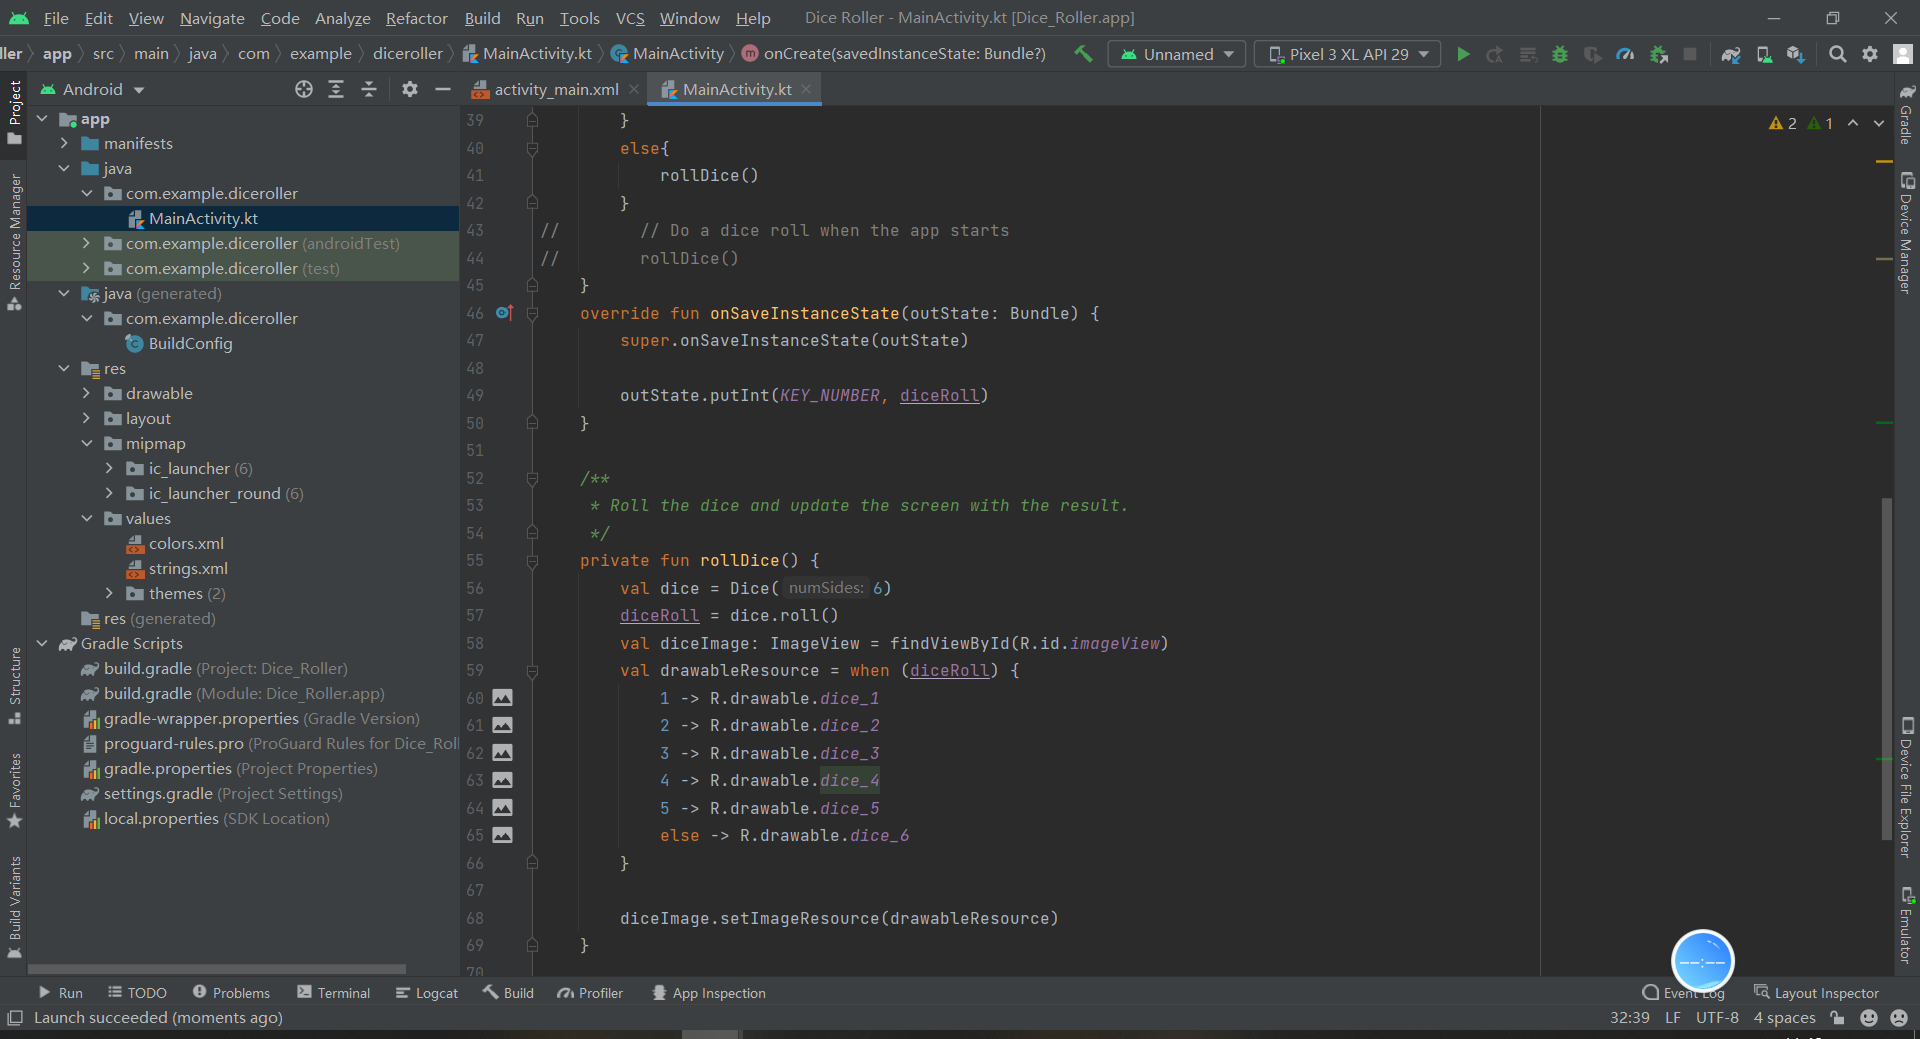 File Edit View Navigate Code Analyze Refactor Build Run Tools VCS Window Help Dice Roller - MainActivity.kt [Dice_Roller.app]
ller app src main java com example diceroller MainActivity.kt MainActivity onCreate(savedInstanceState: Bundle?) Unnamed Pixel 3 XL API 29
Project
Resource Manager
Structure
Favorites
Build Variants
Android
app
manifests
java
com.example.diceroller
MainActivity.kt
com.example.diceroller (androidTest)
com.example.diceroller (test)
java (generated)
com.example.diceroller
BuildConfig
res
drawable
layout
mipmap
ic_launcher (6)
ic_launcher_round (6)
values
colors.xml
strings.xml
themes (2)
res (generated)
Gradle Scripts
build.gradle (Project: Dice_Roller)
build.gradle (Module: Dice_Roller.app)
gradle-wrapper.properties (Gradle Version)
proguard-rules.pro (ProGuard Rules for Dice_Roll
gradle.properties (Project Properties)
settings.gradle (Project Settings)
local.properties (SDK Location)
activity_main.xml MainActivity.kt
2 1
39 }
40 else{
41 rollDice()
42 }
43 // // Do a dice roll when the app starts
44 // rollDice()
45 }
46 override fun onSaveInstanceState(outState: Bundle) {
47 super.onSaveInstanceState(outState)
48
49 outState.putInt(KEY_NUMBER, diceRoll)
50 }
51
52 /**
53 * Roll the dice and update the screen with the result.
54 */
55 private fun rollDice() {
56 val dice = Dice( numSides: 6)
57 diceRoll = dice.roll()
58 val diceImage: ImageView = findViewById(R.id.imageView)
59 val drawableResource = when (diceRoll) {
60 1 -> R.drawable.dice_1
61 2 -> R.drawable.dice_2
62 3 -> R.drawable.dice_3
63 4 -> R.drawable.dice_4
64 5 -> R.drawable.dice_5
65 else -> R.drawable.dice_6
66 }
67
68 diceImage.setImageResource(drawableResource)
69 }
70
Gradle
Device Manager
Device File Explorer
Emulator
--:--
Run TODO Problems Terminal Logcat Build Profiler App Inspection Event Log Layout Inspector
Launch succeeded (moments ago) 32:39 LF UTF-8 4 spaces